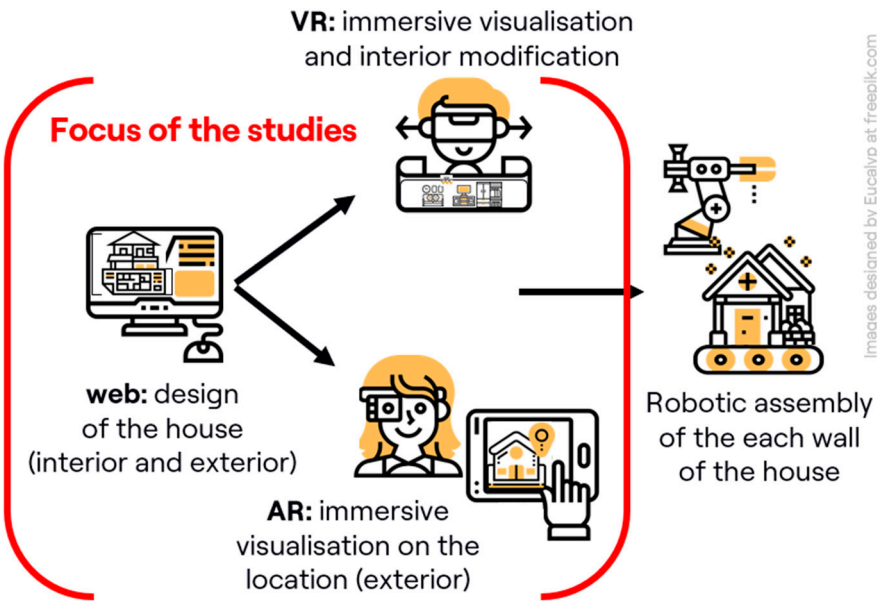 VR: immersive visualisation
and interior modification
Focus of the studies
web: design
of the house
(interior and exterior)
AR: immersive
visualisation on the
location (exterior)
Robotic assembly
of the each wall
of the house
Images designed by Eucalyp at freepik.com